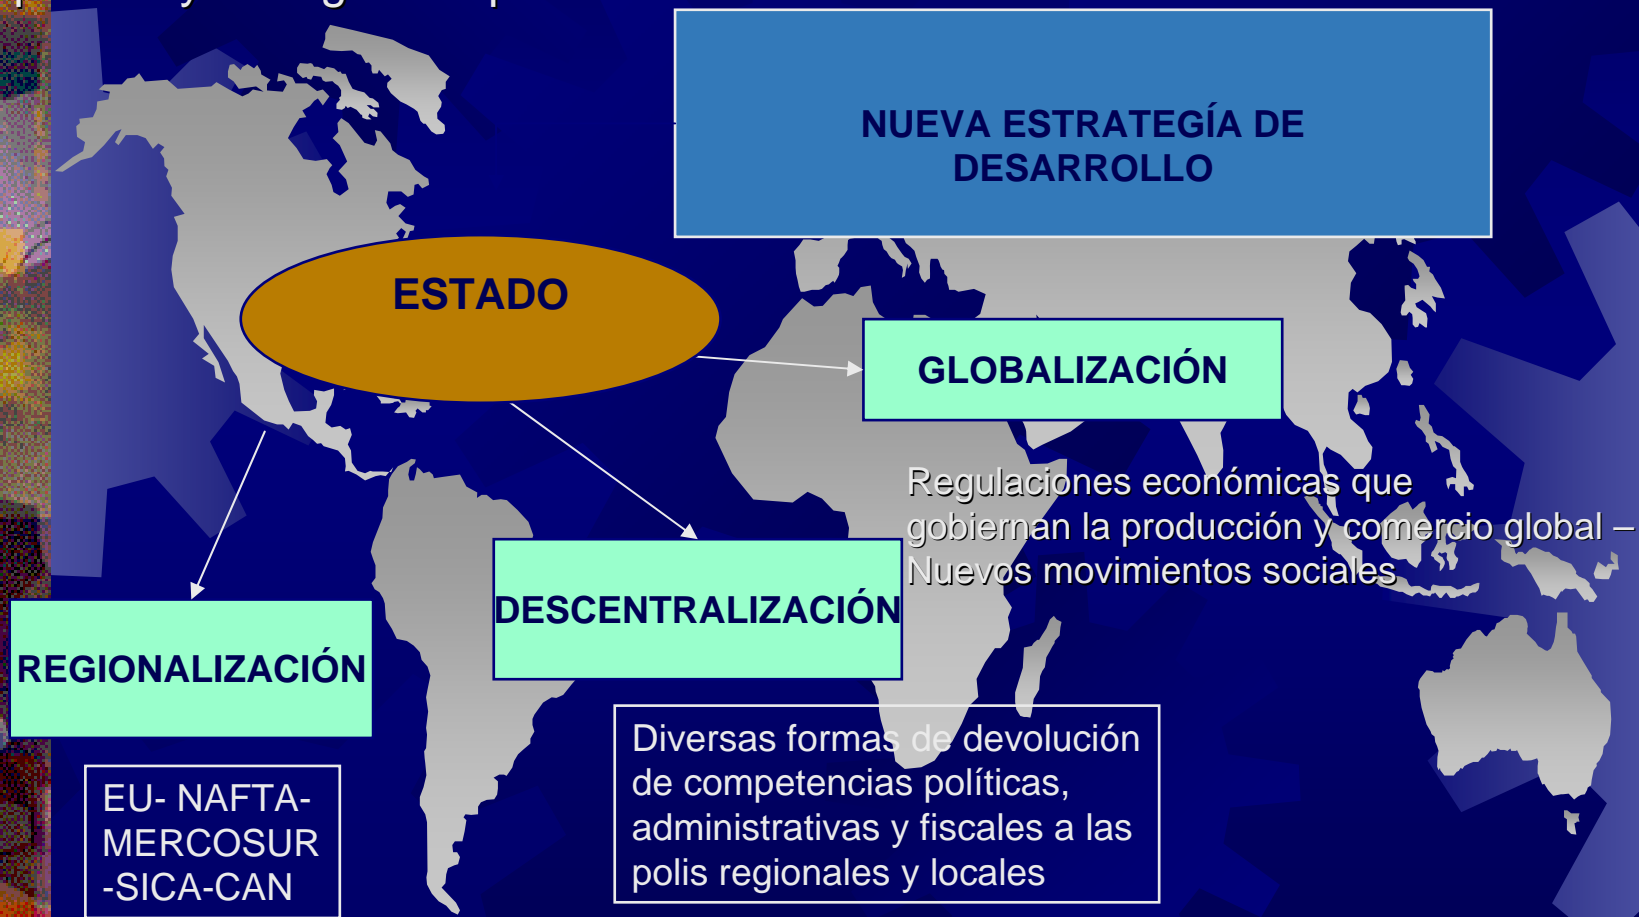 NUEVA ESTRATEGÍA DE
DESARROLLO
ESTADO
GLOBALIZACIÓN
Regulaciones económicas que
gobiernan la producción y comercio global –
Nuevos movimientos sociales
DESCENTRALIZACIÓN
REGIONALIZACIÓN
Diversas formas de devolución
de competencias políticas,
administrativas y fiscales a las
polis regionales y locales
EU- NAFTA-
MERCOSUR
-SICA-CAN